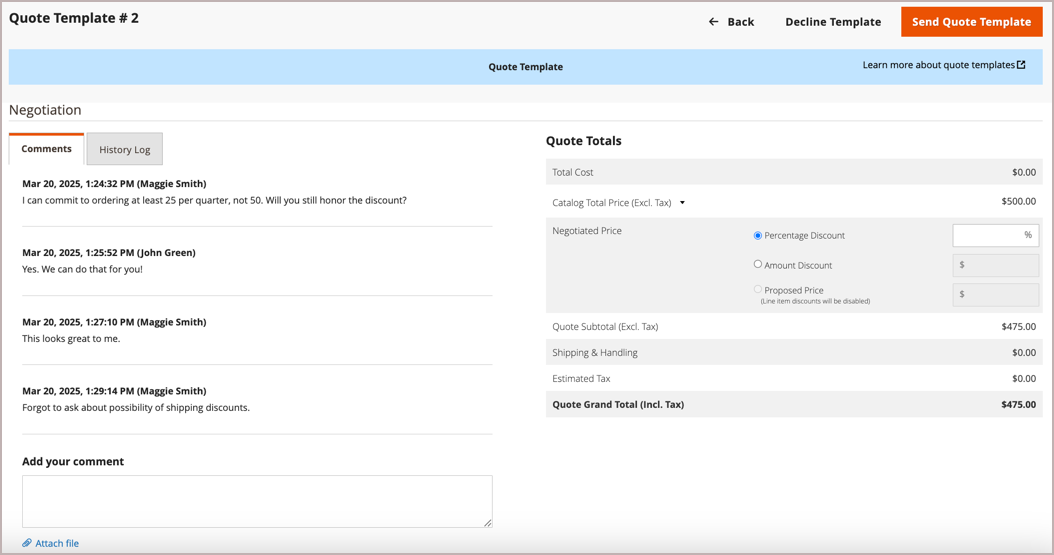 Quote Template # 2
Back
Decline Template
Send Quote Template
Quote Template
Learn more about quote templates
Negotiation
Comments
History Log
Mar 20, 2025, 1:24:32 PM (Maggie Smith)
I can commit to ordering at least 25 per quarter, not 50. Will you still honor the discount?
Mar 20, 2025, 1:25:52 PM (John Green)
Yes. We can do that for you!
Mar 20, 2025, 1:27:10 PM (Maggie Smith)
This looks great to me.
Mar 20, 2025, 1:29:14 PM (Maggie Smith)
Forgot to ask about possibility of shipping discounts.
Add your comment
Attach file
Quote Totals
Total Cost $0.00
Catalog Total Price (Excl. Tax) $500.00
Negotiated Price
Percentage Discount %
Amount Discount $
Proposed Price $
(Line item discounts will be disabled)
Quote Subtotal (Excl. Tax) $475.00
Shipping & Handling $0.00
Estimated Tax $0.00
Quote Grand Total (Incl. Tax) $475.00